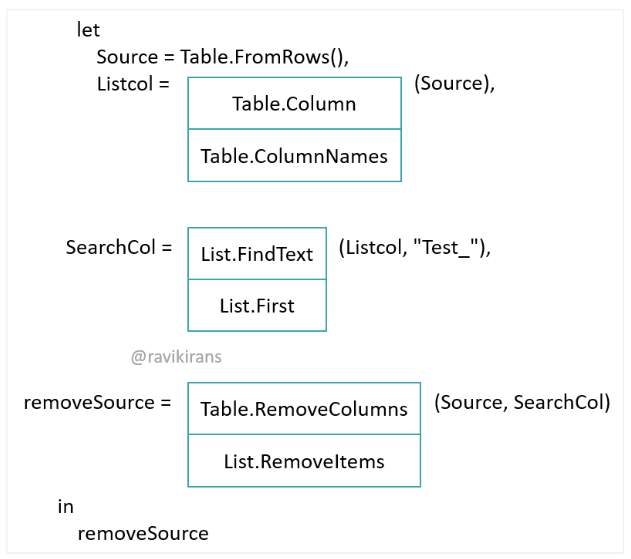 let
Source = Table.FromRows(),
Listcol = Table.Column (Source),
Table.ColumnNames
SearchCol = List.FindText (Listcol, "Test_"),
List.First
@ravikirans
removeSource = Table.RemoveColumns (Source, SearchCol)
List.RemoveItems
in
removeSource